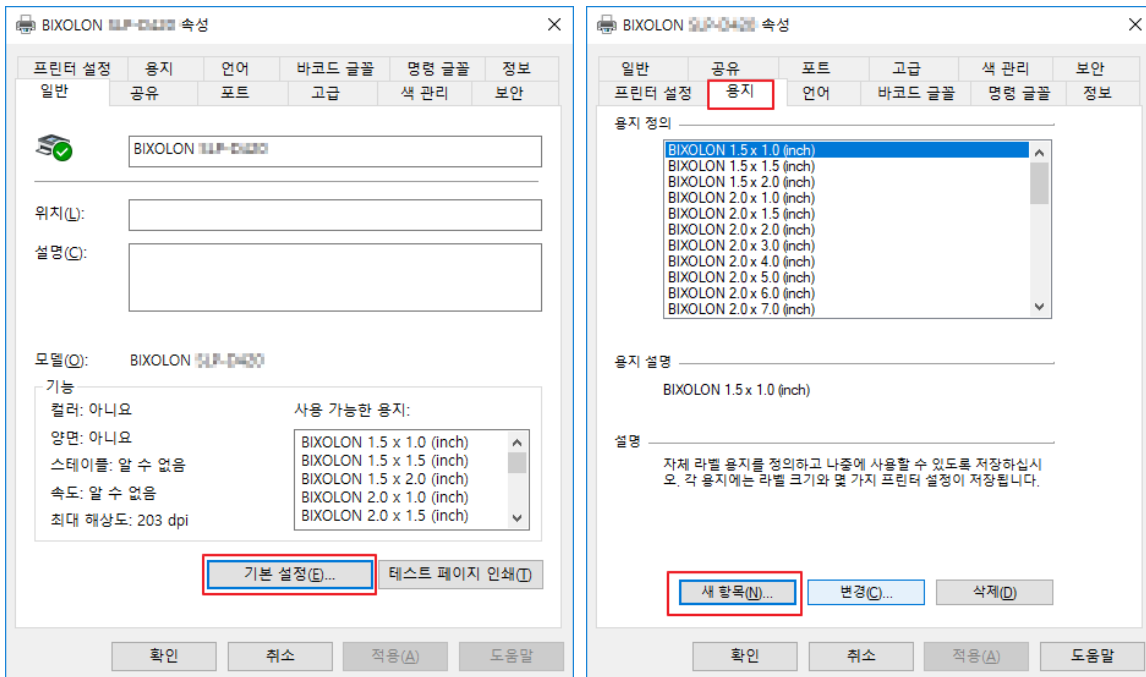 BIXOLON 속성
프린터 설정 용지 언어 바코드 글꼴 명령 글꼴 정보
일반 공유 포트 고급 색 관리 보안
BIXOLON
위치(L):
설명(C):
모델(O): BIXOLON
기능
컬러: 아니요
양면: 아니요
스테이플: 알 수 없음
속도: 알 수 없음
최대 해상도: 203 dpi
사용 가능한 용지:
BIXOLON 1.5 x 1.0 (inch)
BIXOLON 1.5 x 1.5 (inch)
BIXOLON 1.5 x 2.0 (inch)
BIXOLON 2.0 x 1.0 (inch)
BIXOLON 2.0 x 1.5 (inch)
기본 설정(E)... 테스트 페이지 인쇄(T)
확인 취소 적용(A) 도움말
BIXOLON 속성
일반 공유 포트 고급 색 관리 보안
프린터 설정 용지 언어 바코드 글꼴 명령 글꼴 정보
용지 정의
BIXOLON 1.5 x 1.0 (inch)
BIXOLON 1.5 x 1.5 (inch)
BIXOLON 1.5 x 2.0 (inch)
BIXOLON 2.0 x 1.0 (inch)
BIXOLON 2.0 x 1.5 (inch)
BIXOLON 2.0 x 2.0 (inch)
BIXOLON 2.0 x 3.0 (inch)
BIXOLON 2.0 x 4.0 (inch)
BIXOLON 2.0 x 5.0 (inch)
BIXOLON 2.0 x 6.0 (inch)
BIXOLON 2.0 x 7.0 (inch)
용지 설명
BIXOLON 1.5 x 1.0 (inch)
설명
자체 라벨 용지를 정의하고 나중에 사용할 수 있도록 저장하십시
오. 각 용지에는 라벨 크기와 몇 가지 프린터 설정이 저장됩니다.
새 항목(N)... 변경(C)... 삭제(D)
확인 취소 적용(A) 도움말